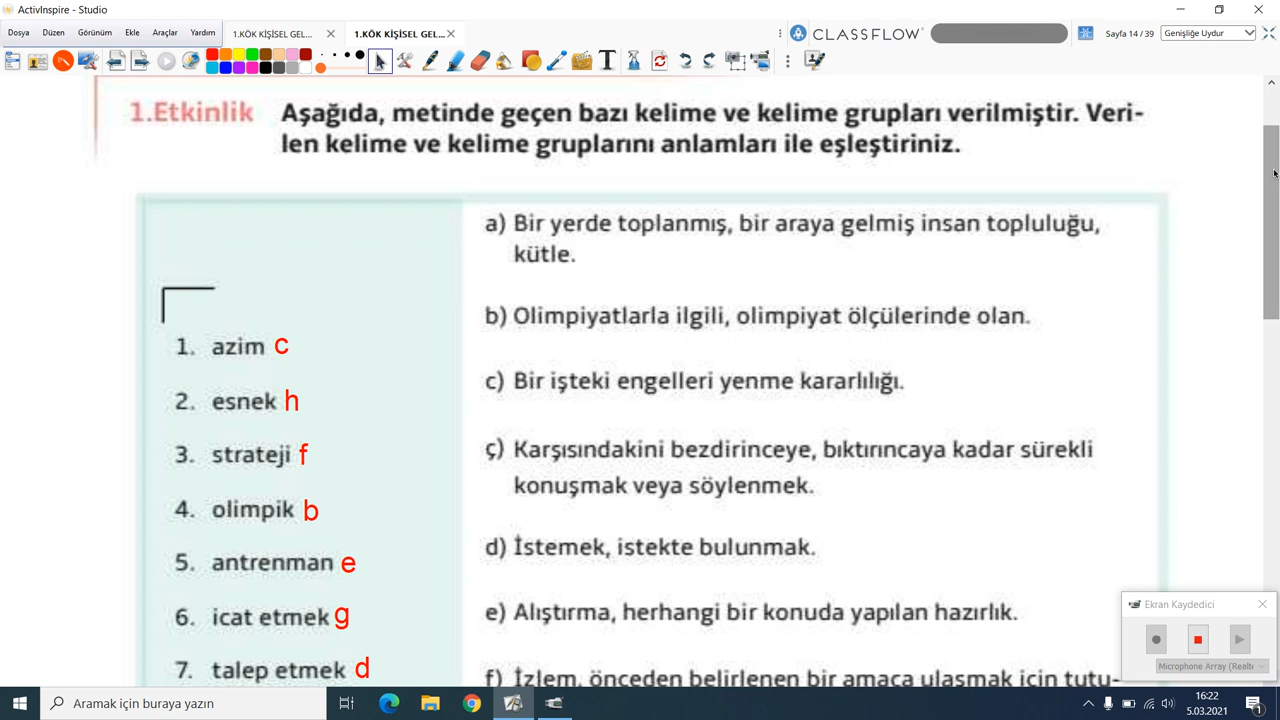 ActivInspire - Studio
Dosya Düzen Görünüm Ekle Araçlar Yardım
1.KÖK KİŞİSEL GEL...
1.KÖK KİŞİSEL GEL...
CLASSFLOW
Sayfa 14 / 39
Genişliğe Uydur
1.Etkinlik Aşağıda, metinde geçen bazı kelime ve kelime grupları verilmiştir. Veri-
len kelime ve kelime gruplarını anlamları ile eşleştiriniz.
1. azim c
2. esnek h
3. strateji f
4. olimpik b
5. antrenman e
6. icat etmek g
7. talep etmek d
a) Bir yerde toplanmış, bir araya gelmiş insan topluluğu,
kütle.
b) Olimpiyatlarla ilgili, olimpiyat ölçülerinde olan.
c) Bir işteki engelleri yenme kararlılığı.
ç) Karşısındakini bezdirinceye, bıktırıncaya kadar sürekli
konuşmak veya söylenmek.
d) İstemek, istekte bulunmak.
e) Alıştırma, herhangi bir konuda yapılan hazırlık.
f) İzlem, önceden belirlenen bir amaca ulaşmak için tutu-
Ekran Kaydedici
Microphone Array (Realte
Aramak için buraya yazın
16:22
5.03.2021
1